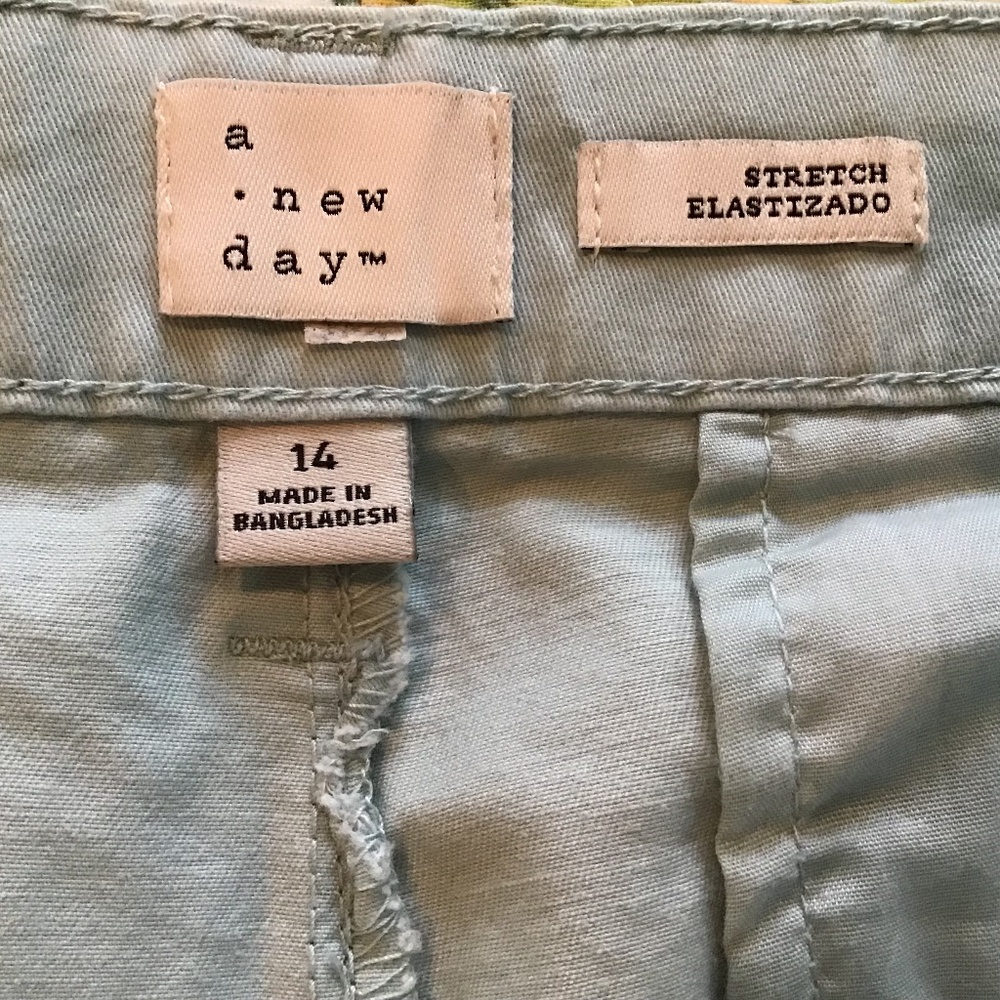 a
·new
day™
STRETCH
ELASTIZADO
14
MADE IN
BANGLADESH